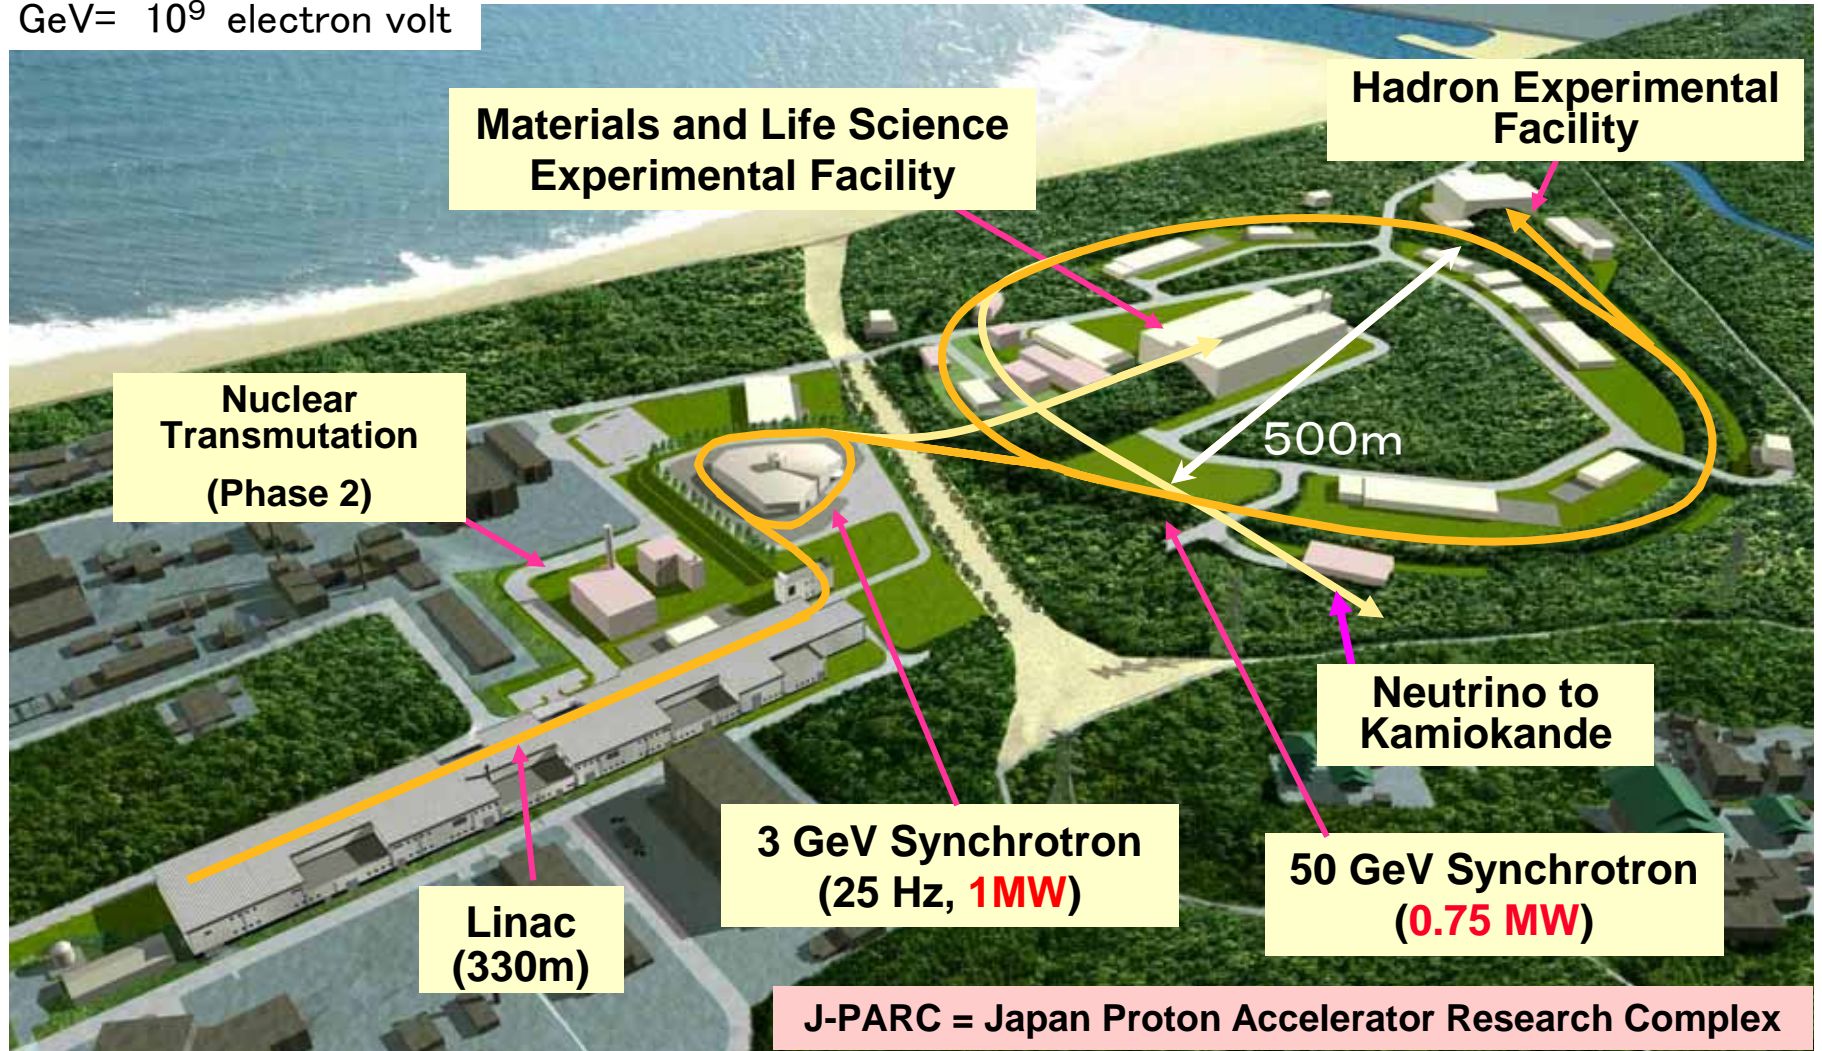 GeV= 10⁹ electron volt
Hadron Experimental
Facility
Materials and Life Science
Experimental Facility
Nuclear
Transmutation
(Phase 2)
500m
Neutrino to
Kamiokande
3 GeV Synchrotron
(25 Hz, 1MW)
50 GeV Synchrotron
(0.75 MW)
Linac
(330m)
J-PARC = Japan Proton Accelerator Research Complex